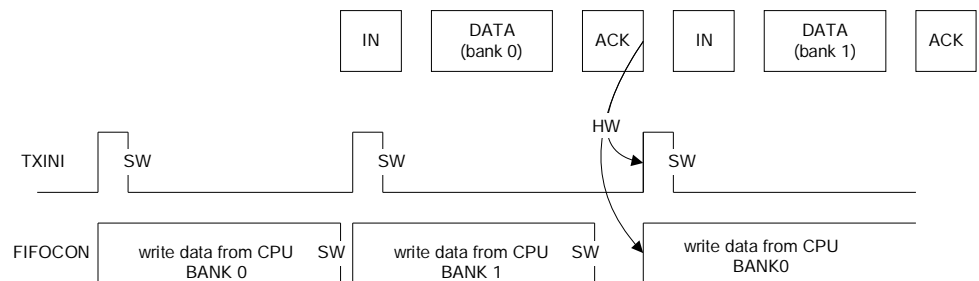 IN
DATA
(bank 0)
ACK
IN
DATA
(bank 1)
ACK
HW
TXINI
SW
SW
SW
FIFOCON
write data from CPU
BANK 0
SW
write data from CPU
BANK 1
SW
write data from CPU
BANK0